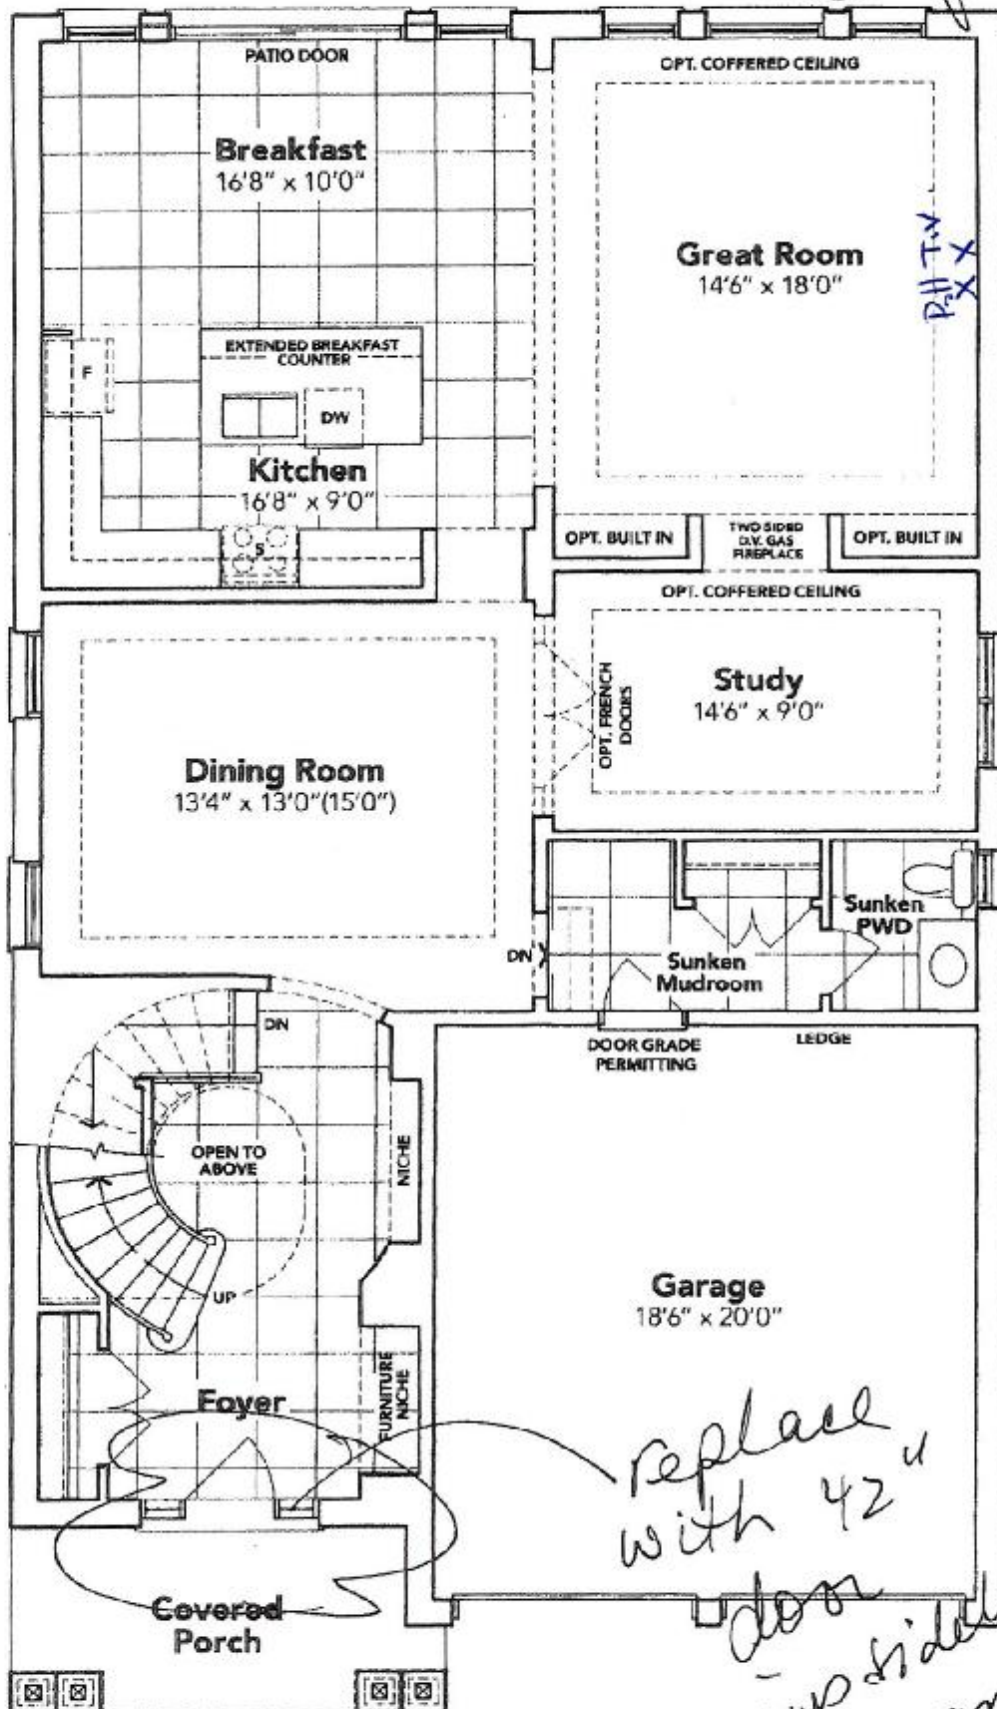 PATIO DOOR
OPT. COFFERED CEILING
Breakfast
16'8" x 10'0"
Great Room
14'6" x 18'0"
T.V.
X X
EXTENDED BREAKFAST
COUNTER
F
DW
Kitchen
16'8" x 9'0"
S
OPT. BUILT IN
TWO SIDED
D.V. GAS
FIREPLACE
OPT. BUILT IN
OPT. COFFERED CEILING
Study
14'6" x 9'0"
OPT. FRENCH
DOORS
Dining Room
13'4" x 13'0"(15'0")
Sunken
PWD
DN
Sunken
Mudroom
DN
DOOR GRADE
PERMITTING
LEDGE
OPEN TO
ABOVE
NICHE
UP
Garage
18'6" x 20'0"
FURNITURE
NICHE
Foyer
replace
with 42"
door
Covered
Porch